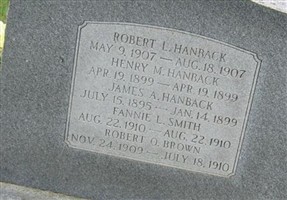 ROBERT L. HANBACK
MAY 9, 1907 — AUG. 18, 1907
HENRY M. HANBACK
APR. 19, 1899 — APR. 19, 1899
JAMES A. HANBACK
JULY 15, 1895 — JAN. 14, 1899
FANNIE L. SMITH
AUG. 22, 1910 — AUG. 22, 1910
ROBERT O. BROWN
NOV. 24, 1909 — JULY 18, 1910